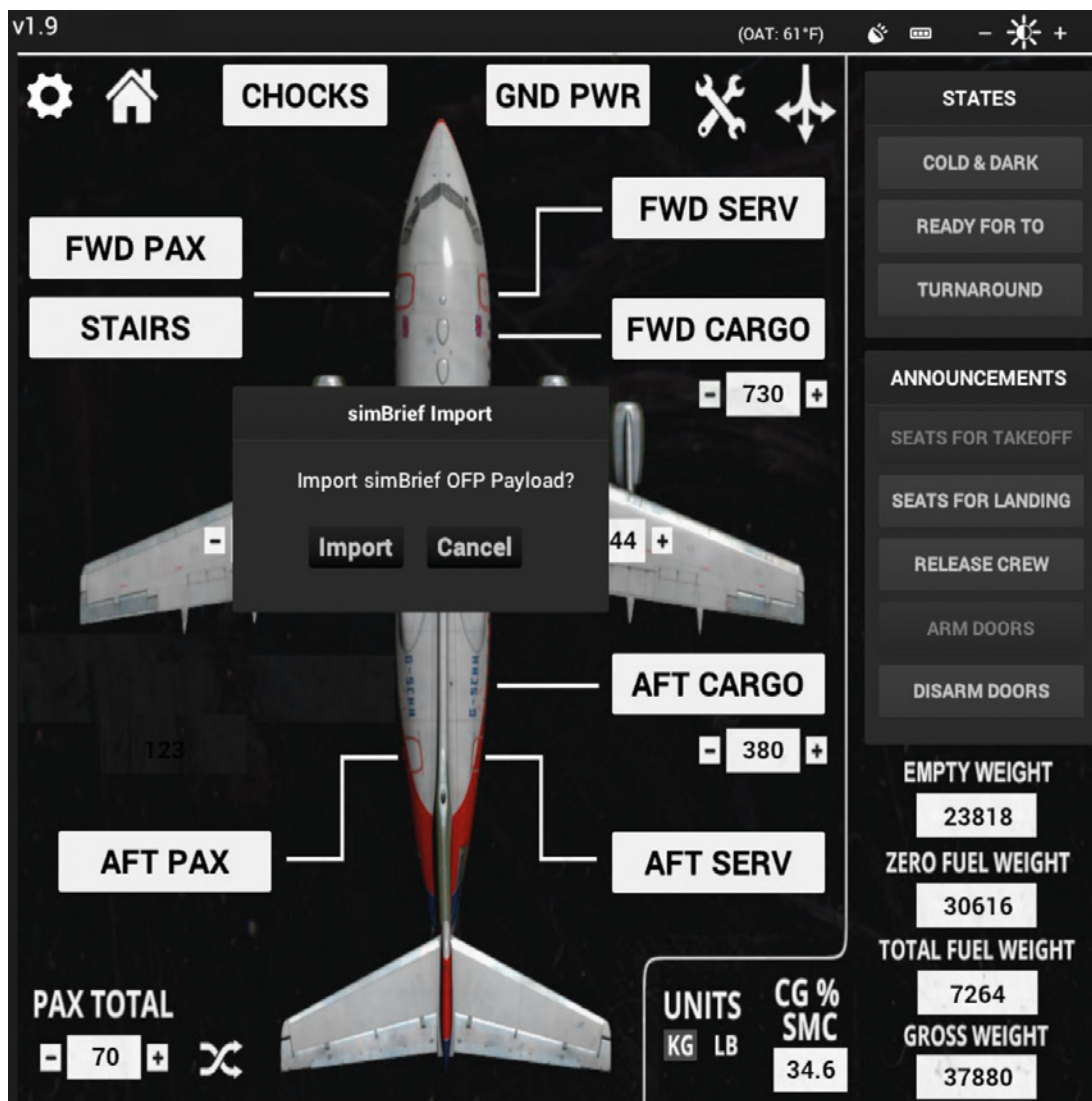 v1.9
(OAT: 61°F)
- +
CHOCKS
GND PWR
STATES
COLD & DARK
READY FOR TO
TURNAROUND
FWD SERV
FWD PAX
STAIRS
FWD CARGO
- 730 +
ANNOUNCEMENTS
SEATS FOR TAKEOFF
SEATS FOR LANDING
RELEASE CREW
ARM DOORS
DISARM DOORS
simBrief Import
Import simBrief OFP Payload?
Import Cancel
-
44 +
G-SCHH
G-SCHH
AFT CARGO
- 380 +
123
AFT PAX
AFT SERV
EMPTY WEIGHT
23818
ZERO FUEL WEIGHT
30616
TOTAL FUEL WEIGHT
7264
GROSS WEIGHT
37880
PAX TOTAL
- 70 +
UNITS
KG LB
CG %
SMC
34.6